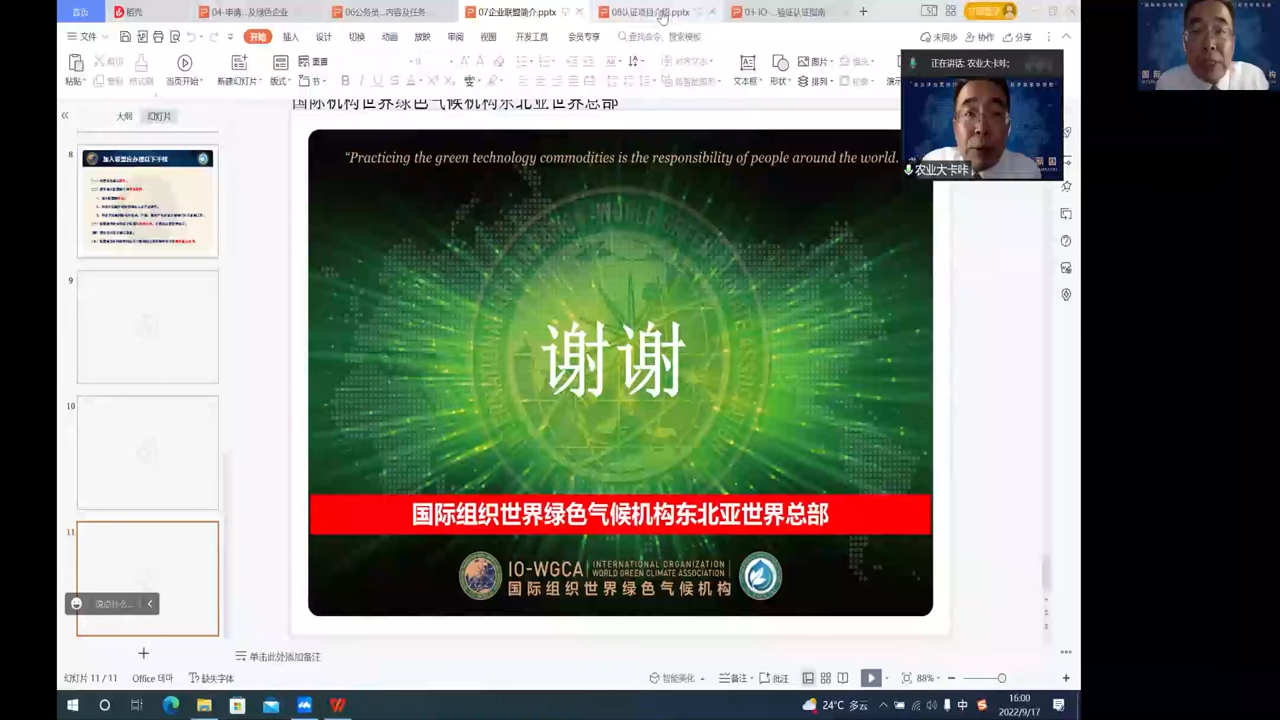 首页
稻壳
04-申请...及绿色企业
06公务员...内容及任务
07企业联盟简介.pptx
08认证项目介绍.pptx
03-IO-...验证认证指南
文件
开始
插入
设计
切换
动画
放映
审阅
视图
开发工具
会员专享
查找命令、搜索模板
未同步
协作
分享
粘贴
复制
格式刷
当页开始
新建幻灯片
版式
重置
节
文本框
形状
图片
排列
正在讲话: 农业大卡咔;
农业大卡咔
国际机构世界绿色气候机构东北亚世界总部
大纲
幻灯片
8
加入联盟应办理以下手续
9
10
11
"Practicing the green technology commodities is the responsibility of people around the world.
谢谢
国际组织世界绿色气候机构东北亚世界总部
IO-WGCA
INTERNATIONAL ORGANIZATION
WORLD GREEN CLIMATE ASSOCIATION
国际组织世界绿色气候机构
说点什么...
单击此处添加备注
幻灯片 11 / 11
Office 테마
缺失字体
智能美化
备注
批注
88%
24°C 多云
中
16:00
2022/9/17